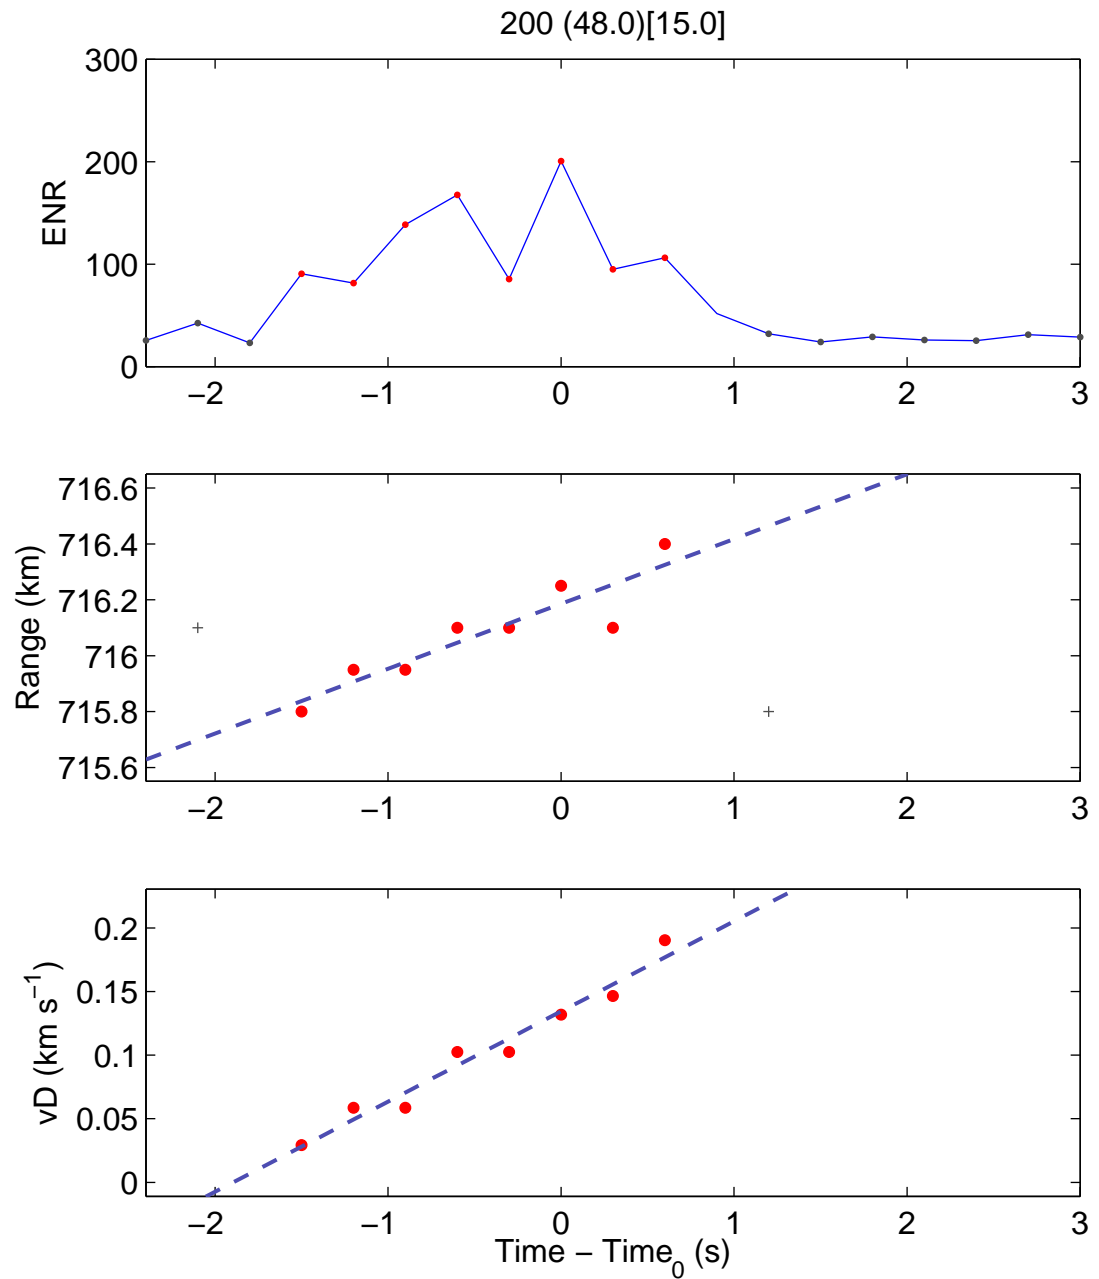 200 (48.0)[15.0]
300
200
100
0
ENR
−2 −1 0 1 2 3
716.6
716.4
716.2
716
715.8
715.6
Range (km)
−2 −1 0 1 2 3
0.2
0.15
0.1
0.05
0
vD (km s⁻¹)
−2 −1 0 1 2 3
Time − Time₀ (s)